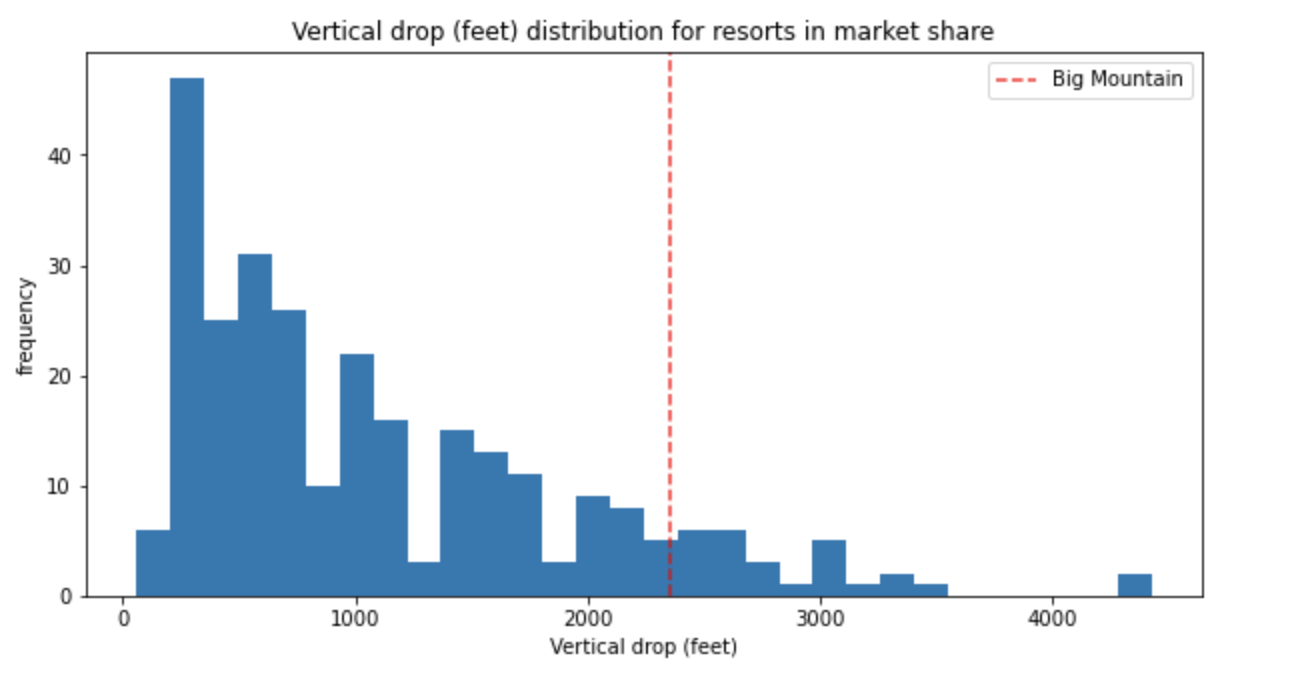 Vertical drop (feet) distribution for resorts in market share
Big Mountain
frequency
40
30
20
10
0
0 1000 2000 3000 4000
Vertical drop (feet)